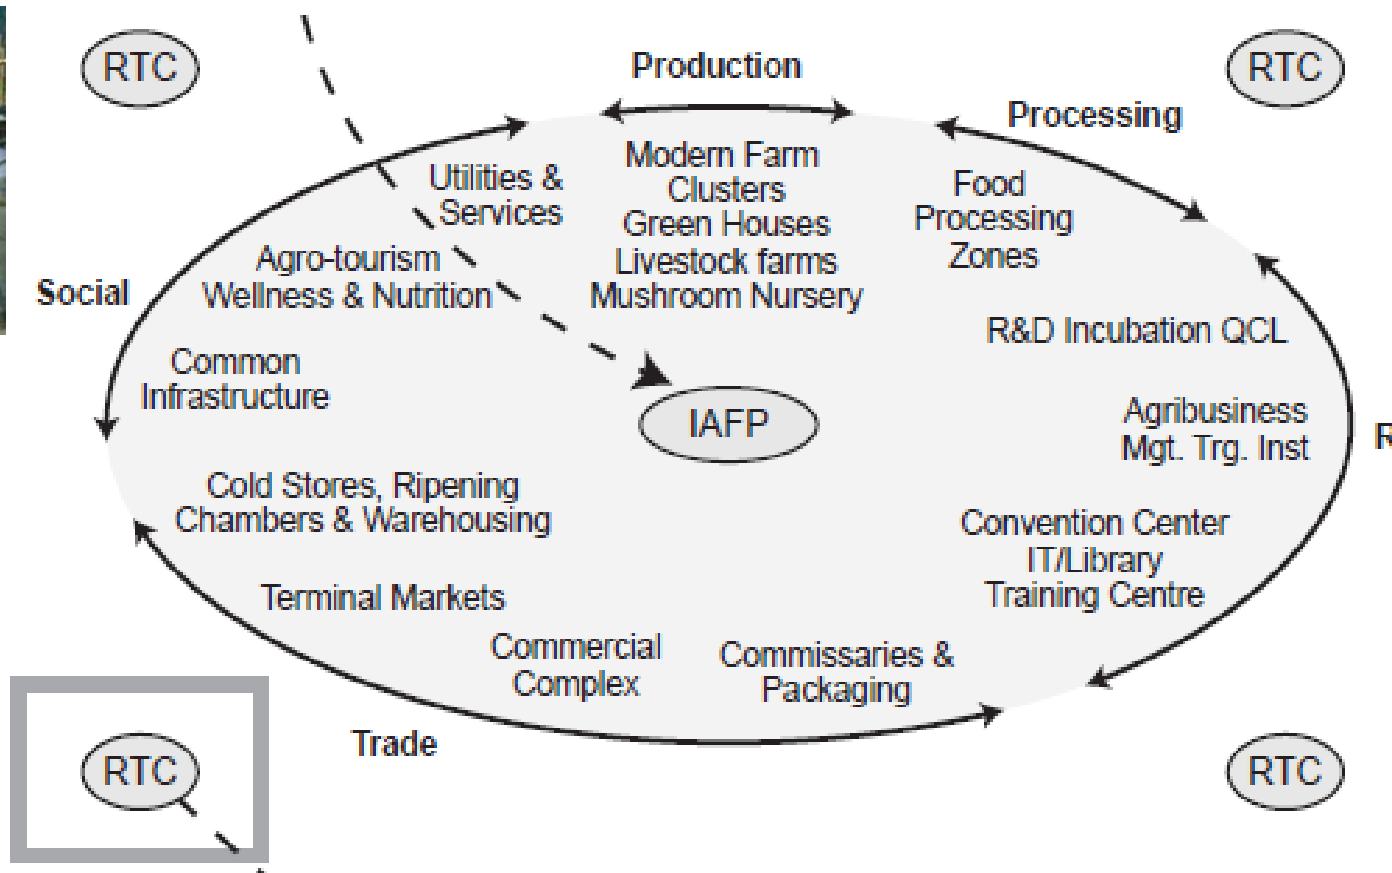 RTC
RTC
Production
Processing
Utilities &
Services
Modern Farm
Clusters
Green Houses
Livestock farms
Mushroom Nursery
Food
Processing
Zones
Agro-tourism
Wellness & Nutrition
Social
Common
Infrastructure
R&D Incubation QCL
IAFP
Agribusiness
Mgt. Trg. Inst
Cold Stores, Ripening
Chambers & Warehousing
Convention Center
IT/Library
Training Centre
Terminal Markets
Commercial
Complex
Commissaries &
Packaging
Trade
RTC
RTC